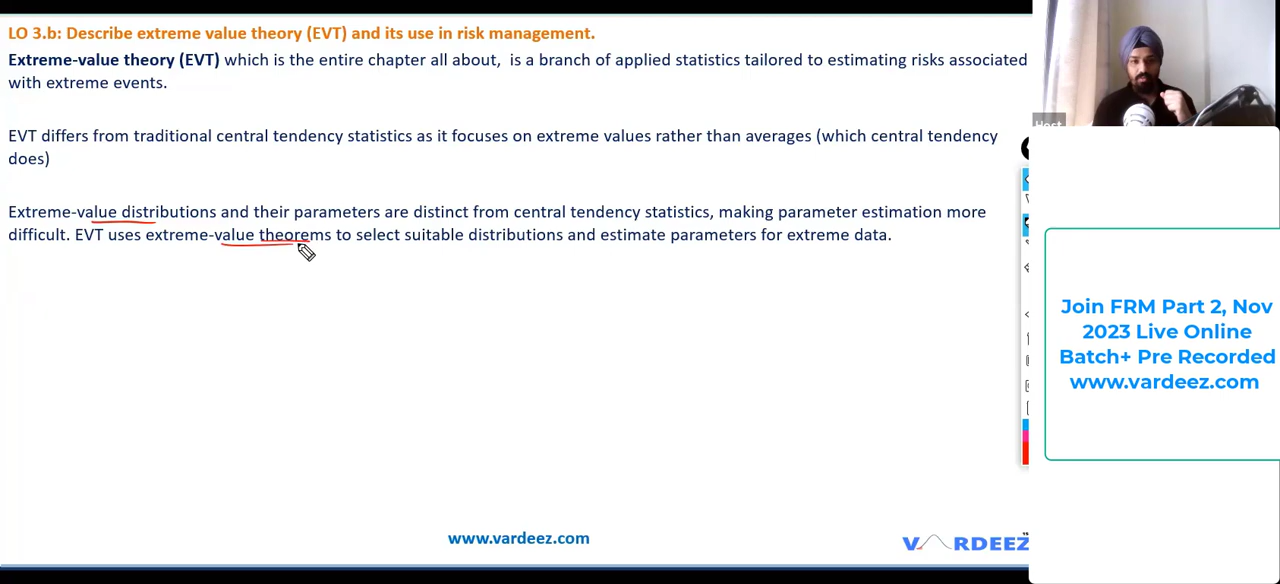 LO 3.b: Describe extreme value theory (EVT) and its use in risk management.
Extreme-value theory (EVT) which is the entire chapter all about, is a branch of applied statistics tailored to estimating risks associated
with extreme events.
EVT differs from traditional central tendency statistics as it focuses on extreme values rather than averages (which central tendency
does)
Extreme-value distributions and their parameters are distinct from central tendency statistics, making parameter estimation more
difficult. EVT uses extreme-value theorems to select suitable distributions and estimate parameters for extreme data.
www.vardeez.com
VARDEEZ
Host
Join FRM Part 2, Nov
2023 Live Online
Batch+ Pre Recorded
www.vardeez.com